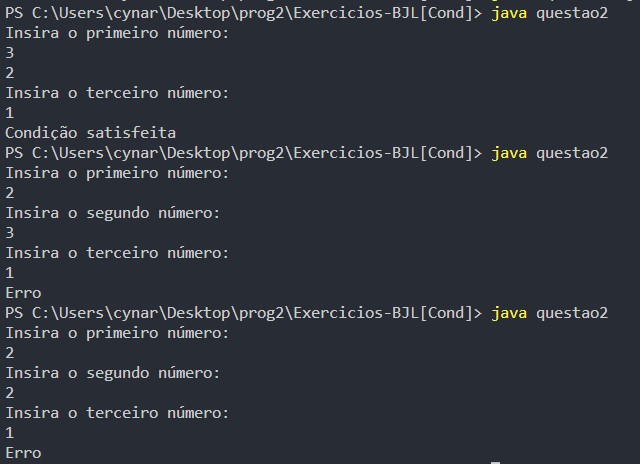 PS C:\Users\cynar\Desktop\prog2\Exercicios-BJL[Cond]> java questao2
Insira o primeiro número:
3
2
Insira o terceiro número:
1
Condição satisfeita
PS C:\Users\cynar\Desktop\prog2\Exercicios-BJL[Cond]> java questao2
Insira o primeiro número:
2
Insira o segundo número:
3
Insira o terceiro número:
1
Erro
PS C:\Users\cynar\Desktop\prog2\Exercicios-BJL[Cond]> java questao2
Insira o primeiro número:
2
Insira o segundo número:
2
Insira o terceiro número:
1
Erro